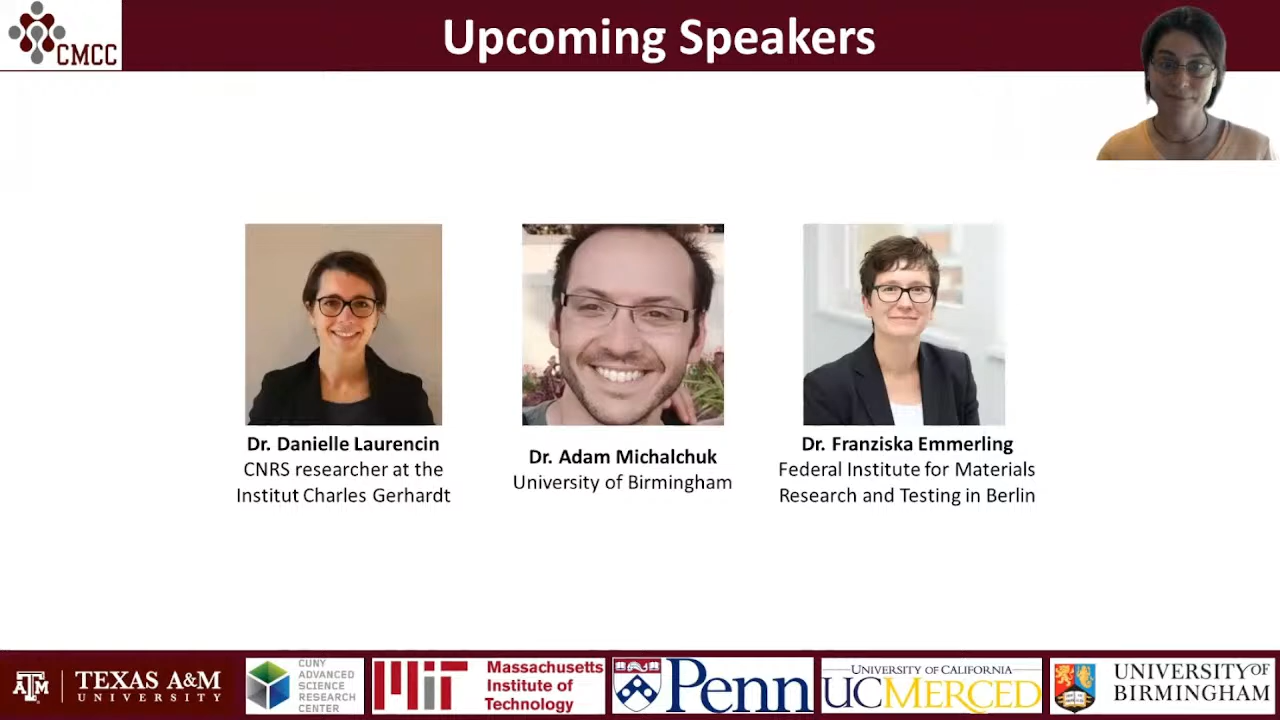 CMCC
Upcoming Speakers
Dr. Danielle Laurencin
CNRS researcher at the
Institut Charles Gerhardt
Dr. Adam Michalchuk
University of Birmingham
Dr. Franziska Emmerling
Federal Institute for Materials
Research and Testing in Berlin
ATM
TEXAS A&M
UNIVERSITY
CUNY
ADVANCED
SCIENCE
RESEARCH
CENTER
MIT
Massachusetts
Institute of
Technology
Penn
UNIVERSITY OF CALIFORNIA
UCMERCED
UNIVERSITY OF
BIRMINGHAM